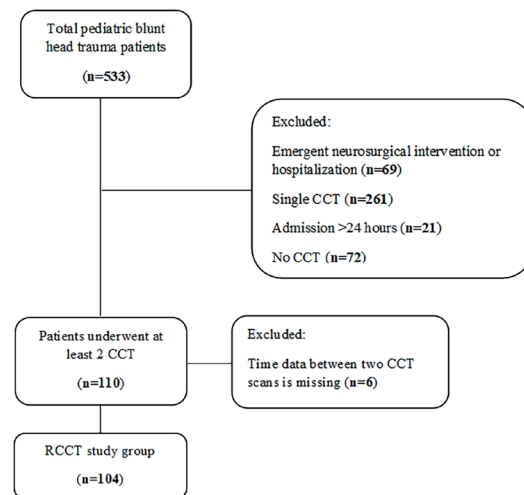 Total pediatric blunt
head trauma patients
(n=533)
Excluded:
Emergent neurosurgical intervention or
hospitalization (n=69)
Single CCT (n=261)
Admission >24 hours (n=21)
No CCT (n=72)
Patients underwent at
least 2 CCT
(n=110)
Excluded:
Time data between two CCT
scans is missing (n=6)
RCCT study group
(n=104)